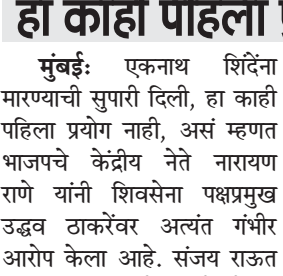 हा काही पहिला
मुंबईः एकनाथ शिंदेंना
मारण्याची सुपारी दिली, हा काही
पहिला प्रयोग नाही, असं म्हणत
भाजपचे केंद्रीय नेते नारायण
राणे यांनी शिवसेना पक्षप्रमुख
उद्धव ठाकरेंवर अत्यंत गंभीर
आरोप केला आहे. संजय राऊत